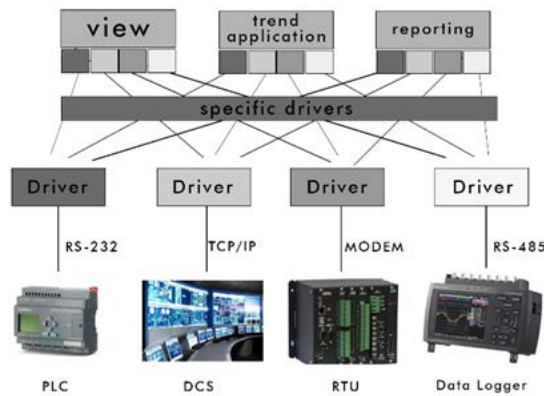 view
trend
application
reporting
specific drivers
Driver
Driver
Driver
Driver
RS-232
TCP/IP
MODEM
RS-485
PLC
DCS
RTU
Data Logger